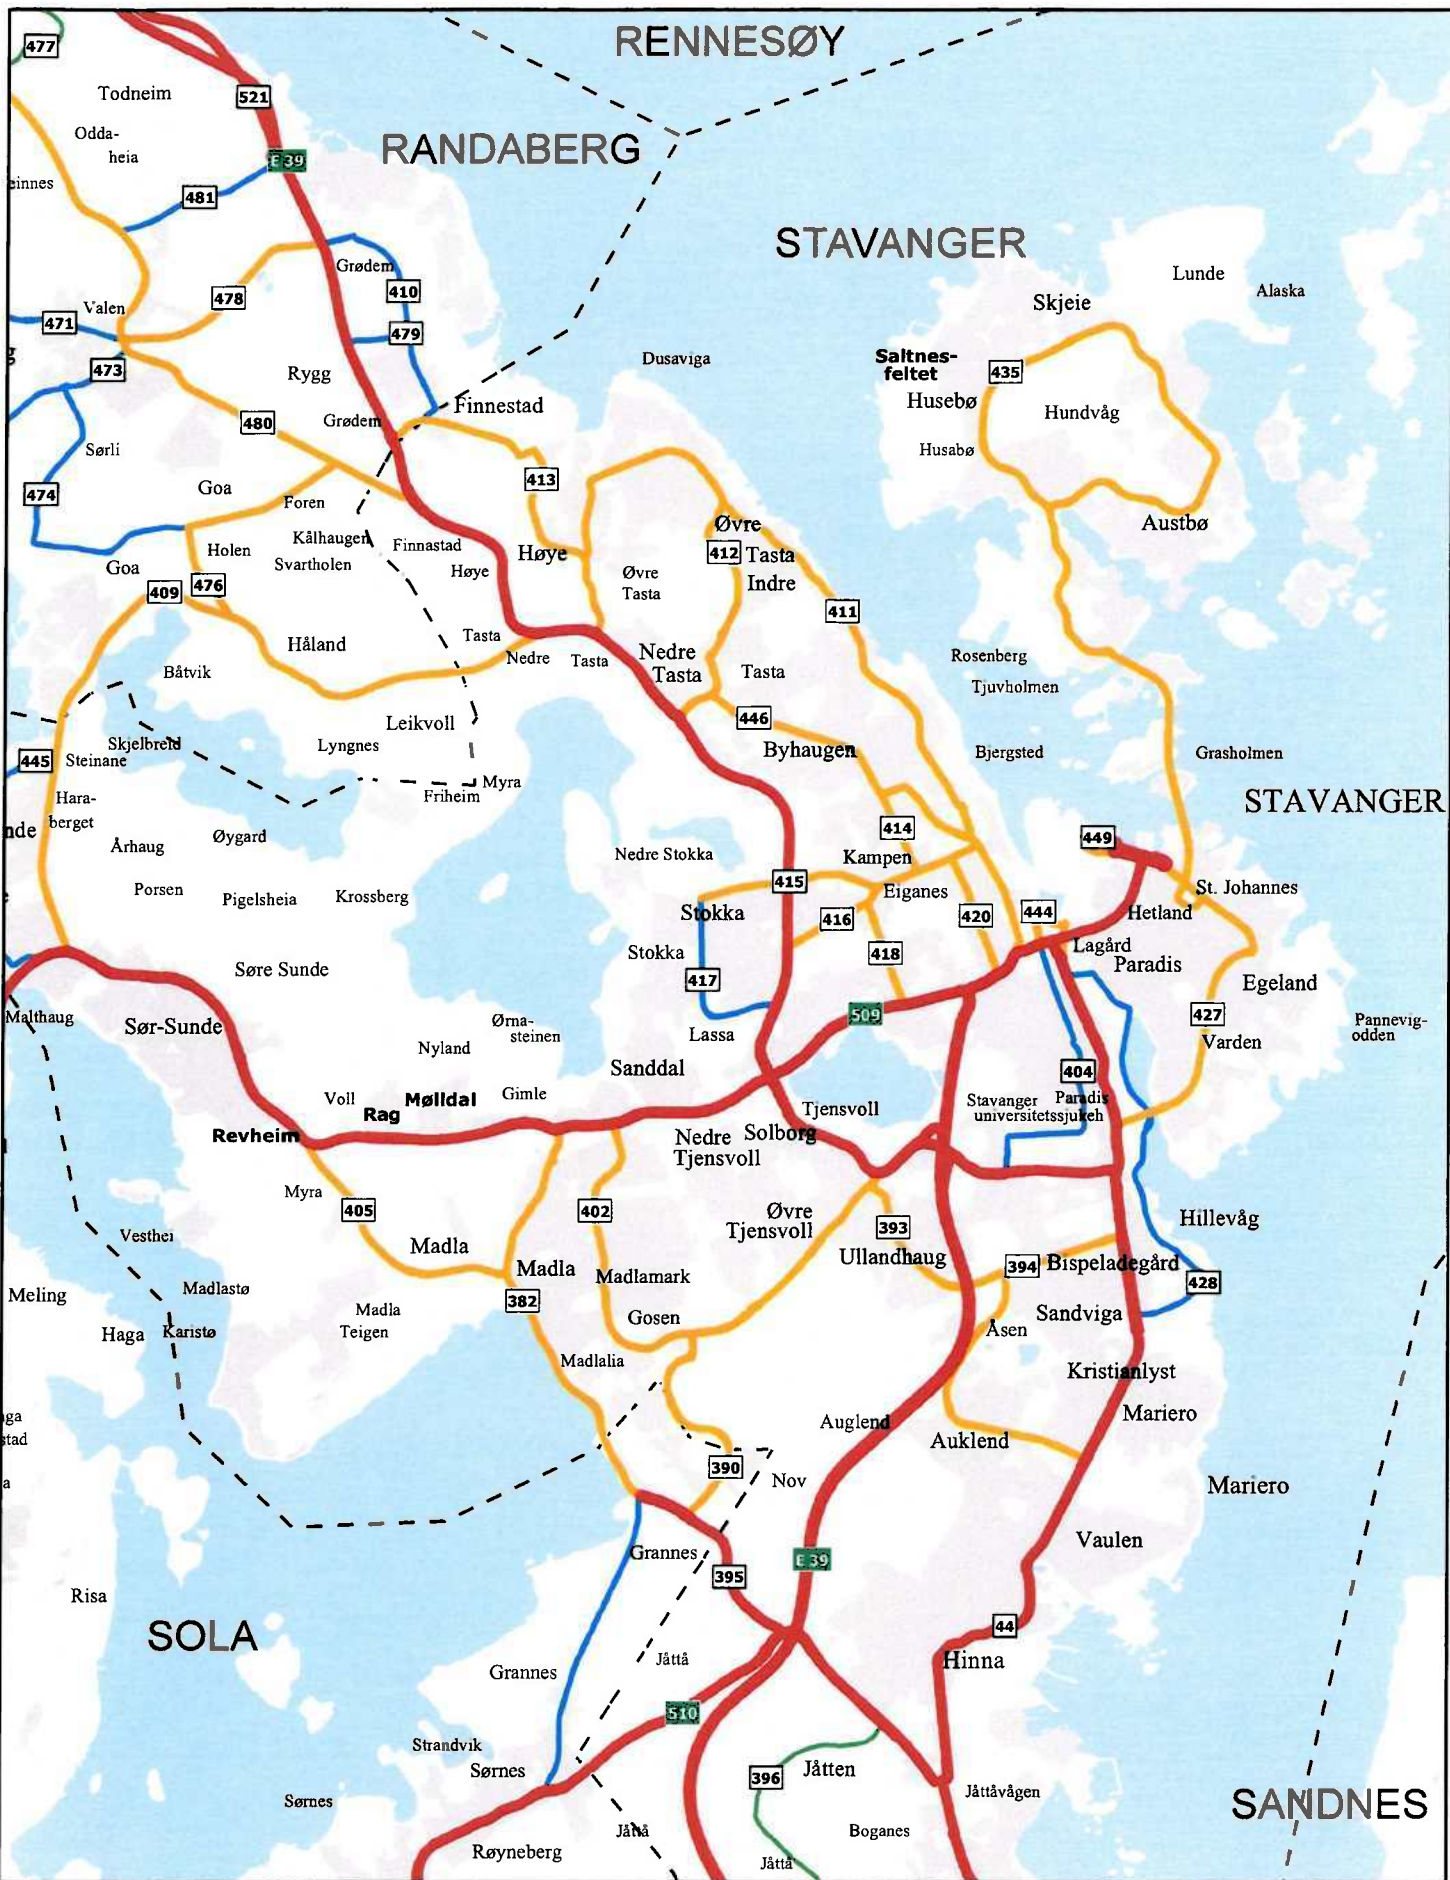 RENNESØY
477
Todneim
521
Odda-
heia
RANDABERG
E 39
einnes
481
STAVANGER
Grødem
Lunde
410
Alaska
478
Skjeie
Valen
471
479
Dusaviga
Saltnes-
feltet
473
435
Rygg
Husebø
Finnestad
Hundvåg
480
Grødem
Sørli
Husabø
413
474
Goa
Foren
Øvre
Austbø
Kålhaugen
Finnastad
Høye
412
Tasta
Holen
Svartholen
Goa
Høye
Øvre
Tasta
Indre
409
476
411
Håland
Tasta
Nedre
Tasta
Nedre
Tasta
Rosenberg
Båtvik
Tasta
Tjuvholmen
Leikvoll
446
Skjelbreid
Lyngnes
Byhaugen
Bjergsted
Grasholmen
445
Steinane
Myra
Friheim
Hara-
berget
STAVANGER
nde
Øygard
414
449
Århaug
Nedre Stokka
Kampen
Porsen
Pigelsheia
Krossberg
415
Eiganes
St. Johannes
Stokka
416
420
444
Hetland
Stokka
418
Lagård
Paradis
Søre Sunde
417
Egeland
Malthaug
Sør-Sunde
Ørna-
steinen
509
427
Pannevig-
odden
Lassa
Varden
Nyland
Sanddal
404
Voll
Rag
Mølldal
Gimle
Tjensvoll
Stavanger
universitetssjukeh
Paradis
Revheim
Nedre
Tjensvoll
Solborg
Myra
405
402
Øvre
Tjensvoll
393
Hillevåg
Vesthei
Madla
Ullandhaug
394
Bispeladegård
Meling
Madlastø
Madla
Madlamark
428
382
Madla
Teigen
Gosen
Sandviga
Haga
Karistø
Åsen
Madlalia
Kristianlyst
aga
stad
Auglend
Mariero
Auklend
390
Nov
Mariero
a
Vaulen
Grannes
E 39
395
Risa
44
SOLA
Jåttå
Hinna
Grannes
510
Strandvik
Sørnes
396
Jåtten
Jåttåvågen
Sørnes
SANDNES
Jåttå
Boganes
Røyneberg
Jåttå